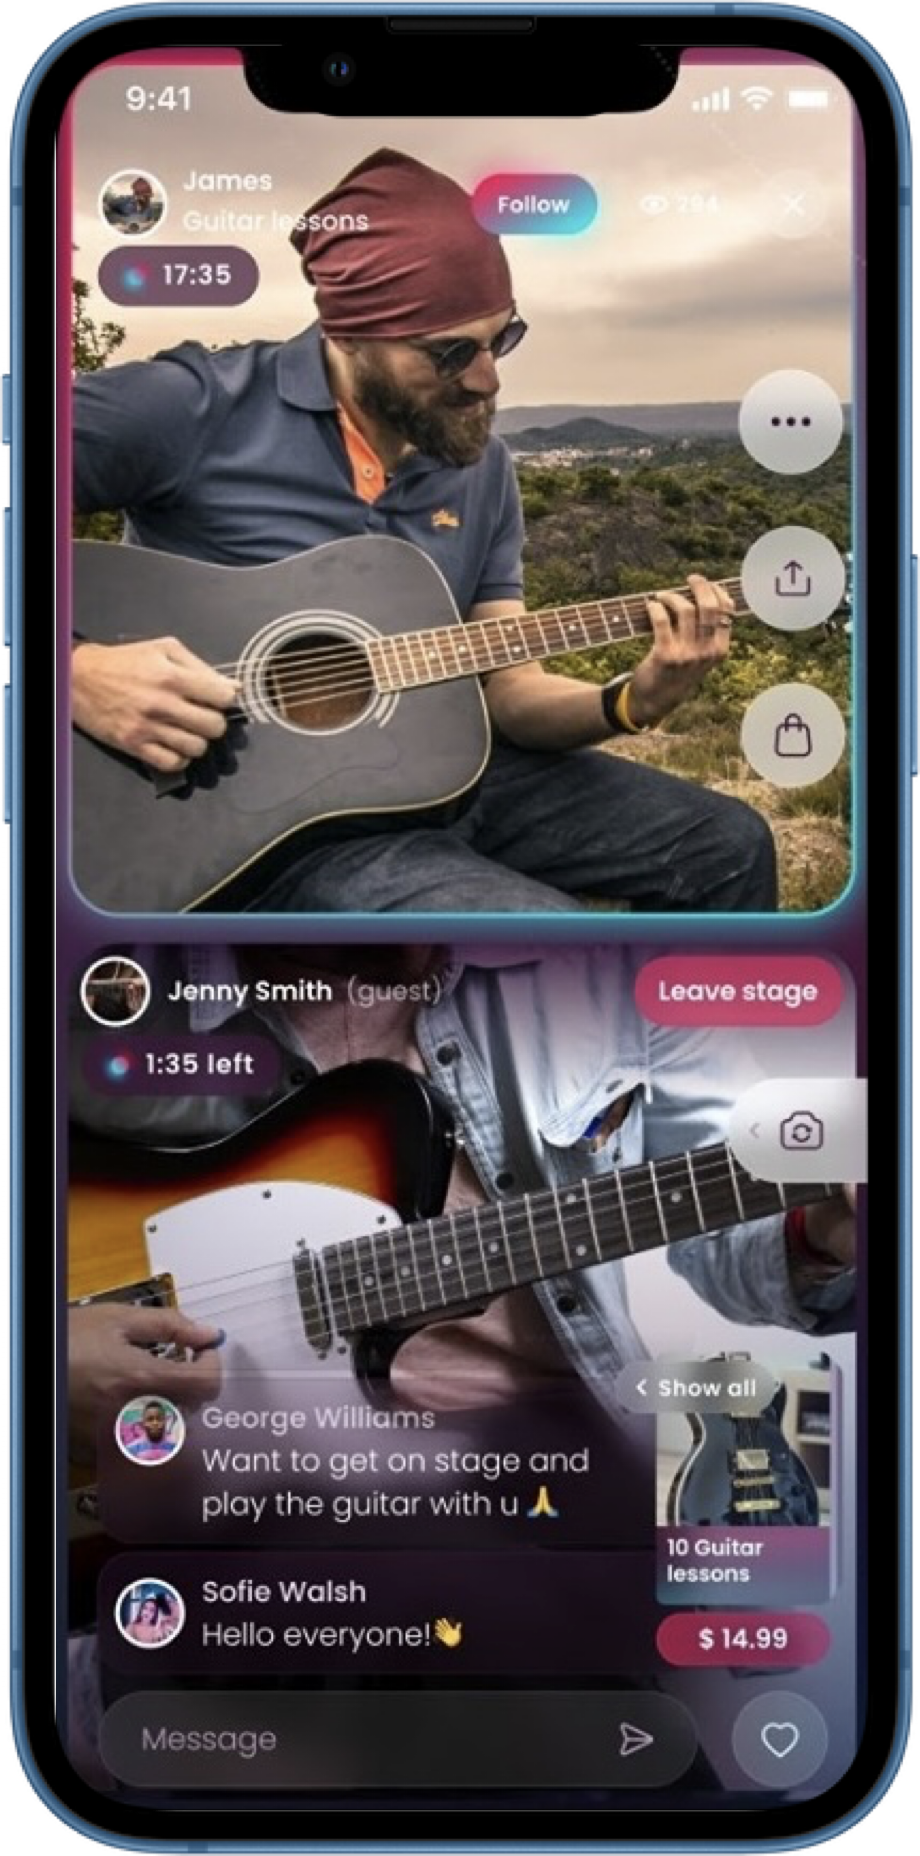 9:41
James
Guitar lessons
Follow
294
17:35
Jenny Smith (guest)
Leave stage
1:35 left
Show all
George Williams
Want to get on stage and
play the guitar with u 🙏
10 Guitar
lessons
Sofie Walsh
Hello everyone!👋
$ 14.99
Message